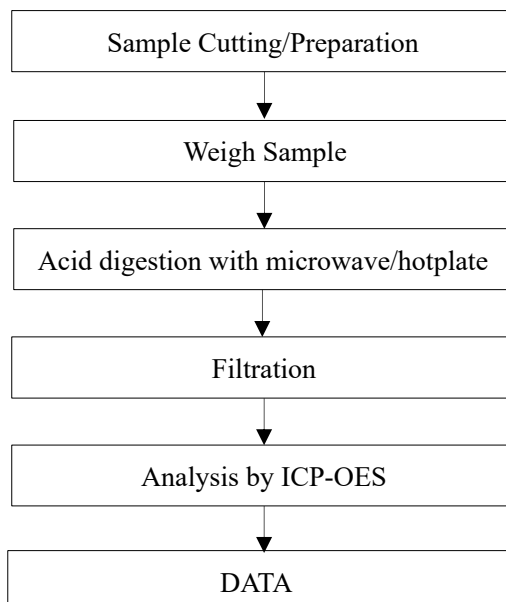 Sample Cutting/Preparation
Weigh Sample
Acid digestion with microwave/hotplate
Filtration
Analysis by ICP-OES
DATA